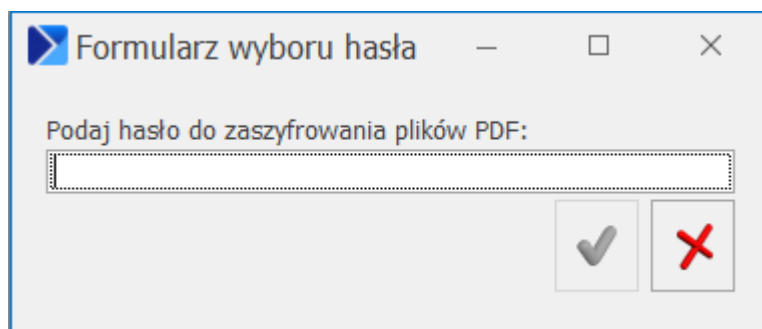 Formularz wyboru hasła
Podaj hasło do zaszyfrowania plików PDF: